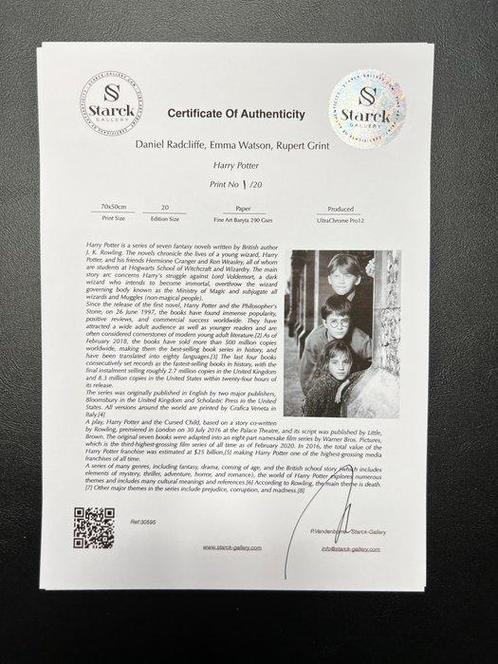 STARCK-GALLERY.COM
Starck
GALLERY
Certificate Of Authenticity
Starck
GALLERY
Daniel Radcliffe, Emma Watson, Rupert Grint
Harry Potter
Print No 1/20
70x50cm 20 Paper Produced
Print Size Edition Size Fine Art Baryta 290 Gsm UltraChrome Pro12
Harry Potter is a series of seven fantasy novels written by British author
J. K. Rowling. The novels chronicle the lives of a young wizard, Harry
Potter, and his friends Hermione Granger and Ron Weasley, all of whom
are students at Hogwarts School of Witchcraft and Wizardry. The main
story arc concerns Harry's struggle against Lord Voldemort, a dark
wizard who intends to become immortal, overthrow the wizard
governing body known as the Ministry of Magic and subjugate all
wizards and Muggles (non-magical people).
Since the release of the first novel, Harry Potter and the Philosopher's
Stone, on 26 June 1997, the books have found immense popularity,
positive reviews, and commercial success worldwide. They have
attracted a wide adult audience as well as younger readers and are
often considered cornerstones of modern young adult literature.[2] As of
February 2018, the books have sold more than 500 million copies
worldwide, making them the best-selling book series in history, and
have been translated into eighty languages.[3] The last four books
consecutively set records as the fastest-selling books in history, with the
final instalment selling roughly 2.7 million copies in the United Kingdom
and 8.3 million copies in the United States within twenty-four hours of
its release.
The series was originally published in English by two major publishers,
Bloomsbury in the United Kingdom and Scholastic Press in the United
States. All versions around the world are printed by Grafica Veneta in
Italy.[4]
A play, Harry Potter and the Cursed Child, based on a story co-written
by Rowling, premiered in London on 30 July 2016 at the Palace Theatre, and its script was published by Little,
Brown. The original seven books were adapted into an eight-part namesake film series by Warner Bros. Pictures,
which is the third-highest-grossing film series of all time as of February 2020. In 2016, the total value of the
Harry Potter franchise was estimated at $25 billion,[5] making Harry Potter one of the highest-grossing media
franchises of all time.
A series of many genres, including fantasy, drama, coming of age, and the British school story (which includes
elements of mystery, thriller, adventure, horror, and romance), the world of Harry Potter explores numerous
themes and includes many cultural meanings and references.[6] According to Rowling, the main theme is death.
[7] Other major themes in the series include prejudice, corruption, and madness.[8]
Ref:30595
Starck-Gallery
www.starck-gallery.com info@starck-gallery.com